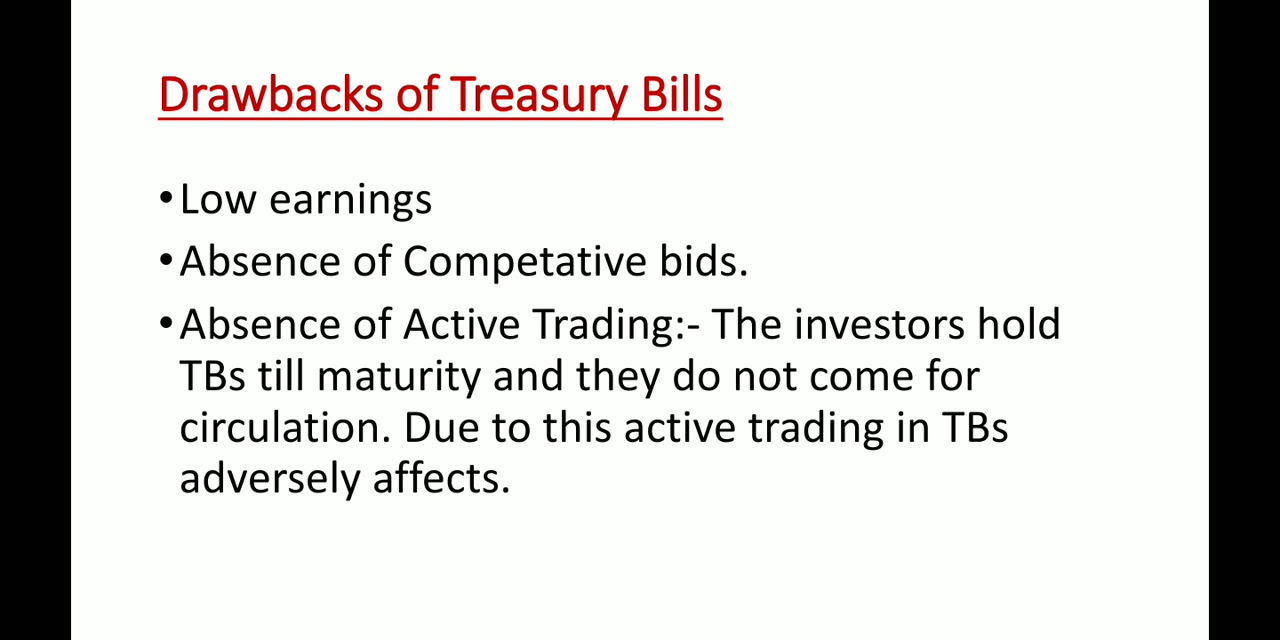 Drawbacks of Treasury Bills
•Low earnings
•Absence of Competative bids.
•Absence of Active Trading:- The investors hold
TBs till maturity and they do not come for
circulation. Due to this active trading in TBs
adversely affects.